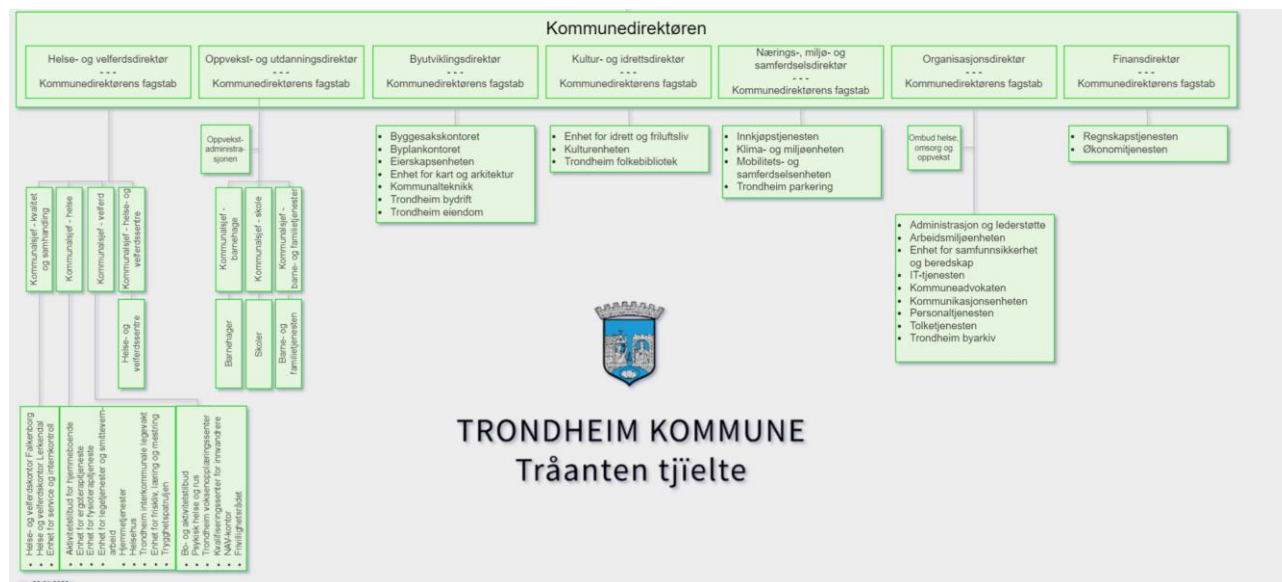 Kommunedirektøren
Helse- og velferdsdirektør
- - -
Kommunedirektørens fagstab
Oppvekst- og utdanningsdirektør
- - -
Kommunedirektørens fagstab
Byutviklingsdirektør
- - -
Kommunedirektørens fagstab
Kultur- og idrettsdirektør
- - -
Kommunedirektørens fagstab
Nærings-, miljø- og
samferdselsdirektør
- - -
Kommunedirektørens fagstab
Organisasjonsdirektør
- - -
Kommunedirektørens fagstab
Finansdirektør
- - -
Kommunedirektørens fagstab
Oppvekst-
administra-
sjonen
• Byggesakskontoret
• Byplankontoret
• Eierskapsenheten
• Enhet for kart og arkitektur
• Kommunalteknikk
• Trondheim bydrift
• Trondheim eiendom
• Enhet for idrett og friluftsliv
• Kulturenheten
• Trondheim folkebibliotek
• Innkjøpstjenesten
• Klima- og miljøenheten
• Mobilitets- og
samferdselsenheten
• Trondheim parkering
Ombud helse,
omsorg og
oppvekst
• Regnskapstjenesten
• Økonomitjenesten
Kommunalsjef - kvalitet
og samhandling
Kommunalsjef - helse
Kommunalsjef - velferd
Kommunalsjef - helse- og
velferdssentre
Kommunalsjef -
barnehage
Kommunalsjef - skole
Kommunalsjef -
barne- og familietjenester
• Administrasjon og lederstøtte
• Arbeidsmiljøenheten
• Enhet for samfunnsikkerhet
og beredskap
• IT-tjenesten
• Kommuneadvokaten
• Kommunikasjonsenheten
• Personaltjenesten
• Tolketjenesten
• Trondheim byarkiv
Helse- og
velferdssentre
Barnehager
Skoler
Barne- og
familietjenesten
• Helse- og velferdskontor Falkenborg
• Helse og velferdskontor Lerkendal
• Enhet for service og internkontroll
• Aktivitetstilbud for hjemmeboende
• Enhet for ergoterapitjeneste
• Enhet for fysioterapitjeneste
• Enhet for legetjenester og smittevern-
arbeid
• Hjemmetjenester
• Helsehus
• Trondheim interkommunale legevakt
• Enhet for friskliv, læring og mestring
• Trygghetspatruljen
• Bo- og aktivitetstilbud
• Psykisk helse og rus
• Trondheim voksenopplæringssenter
• Kvalifiseringssenter for innvandrere
• NAV-kontor
• Frivillighetsrådet
TRONDHEIM KOMMUNE
Tråanten tjïelte